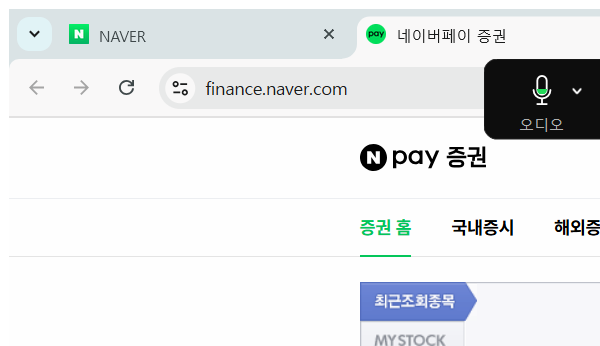 NAVER
pay 네이버페이 증권
finance.naver.com
오디오
N pay 증권
증권 홈 국내증시 해외증
최근조회종목
MYSTOCK